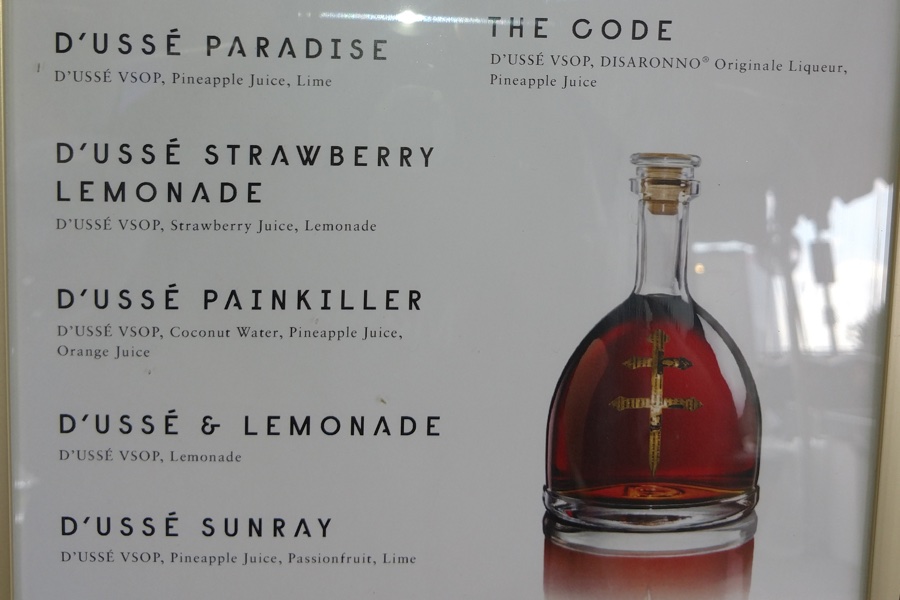 D'USSÉ PARADISE
D'USSÉ VSOP, Pineapple Juice, Lime
D'USSÉ STRAWBERRY
LEMONADE
D'USSÉ VSOP, Strawberry Juice, Lemonade
D'USSÉ PAINKILLER
D'USSÉ VSOP, Coconut Water, Pineapple Juice,
Orange Juice
D'USSÉ & LEMONADE
D'USSÉ VSOP, Lemonade
D'USSÉ SUNRAY
D'USSÉ VSOP, Pineapple Juice, Passionfruit, Lime
THE CODE
D'USSÉ VSOP, DISARONNO® Originale Liqueur,
Pineapple Juice